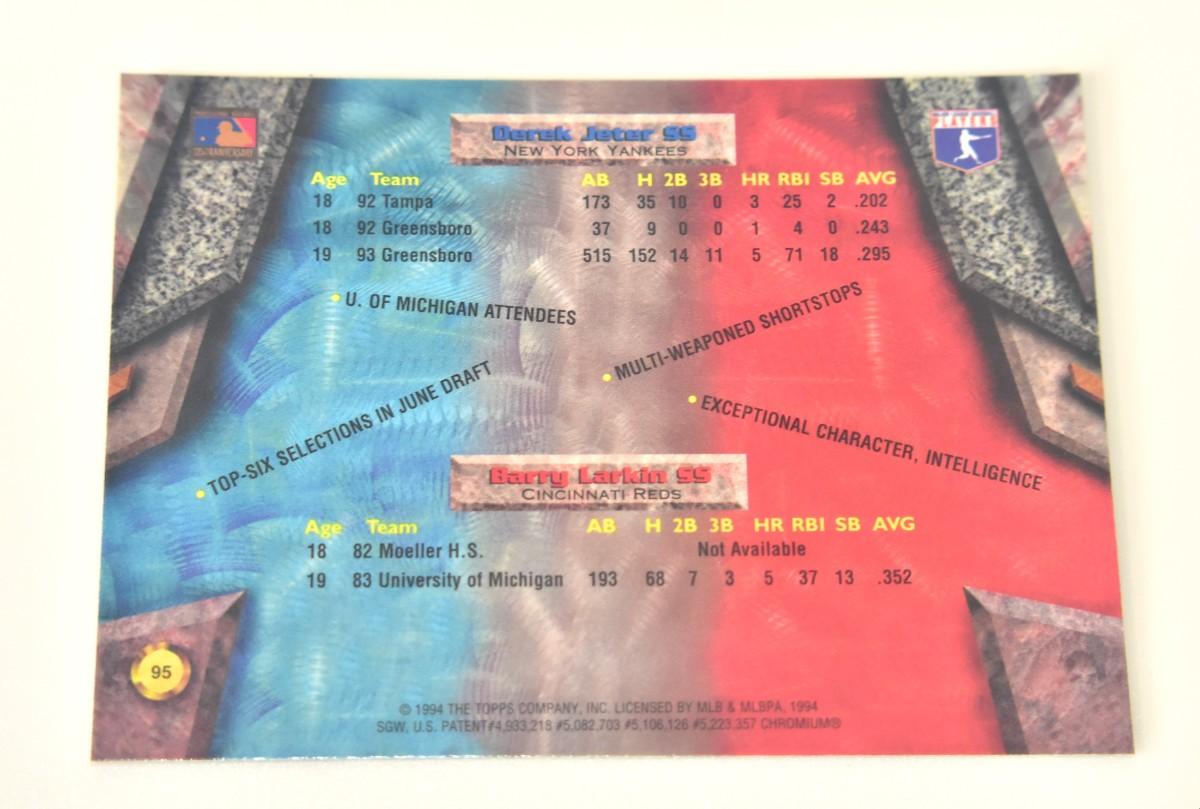 PLAYERS
125th ANNIVERSARY
Derek Jeter SS
NEW YORK YANKEES
Age Team AB H 2B 3B HR RBI SB AVG
18 92 Tampa 173 35 10 0 3 25 2 .202
18 92 Greensboro 37 9 0 0 1 4 0 .243
19 93 Greensboro 515 152 14 11 5 71 18 .295
• U. OF MICHIGAN ATTENDEES
• MULTI-WEAPONED SHORTSTOPS
• TOP-SIX SELECTIONS IN JUNE DRAFT
• EXCEPTIONAL CHARACTER, INTELLIGENCE
Barry Larkin SS
CINCINNATI REDS
Age Team AB H 2B 3B HR RBI SB AVG
18 82 Moeller H.S. Not Available
19 83 University of Michigan 193 68 7 3 5 37 13 .352
95
© 1994 THE TOPPS COMPANY, INC. LICENSED BY MLB & MLBPA, 1994
SGW, U.S. PATENT#4,933,218 #5,082,703 #5,106,126 #5,223,357 CHROMIUM®